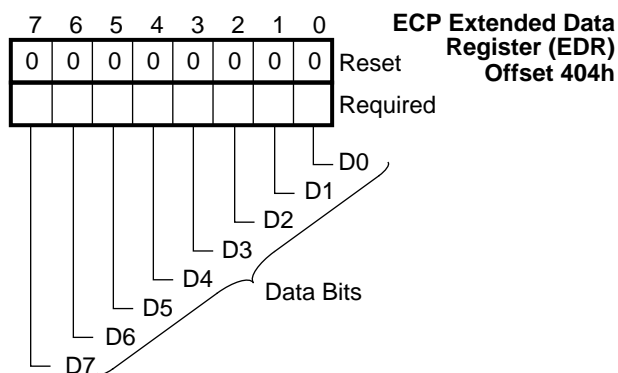 ECP Extended Data
Register (EDR)
Offset 404h
7 6 5 4 3 2 1 0
0 0 0 0 0 0 0 0 Reset
Required
D0
D1
D2
D3
D4
D5
D6
D7
Data Bits